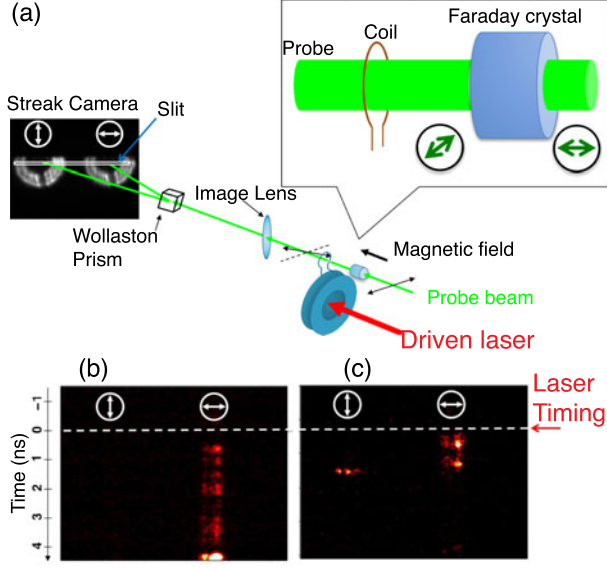 (a)
Faraday crystal
Coil
Probe
Streak Camera
Slit
Image Lens
Wollaston
Prism
Magnetic field
Probe beam
Driven laser
(b)
(c)
Laser
Timing
Time (ns)
-1
0
1
2
3
4